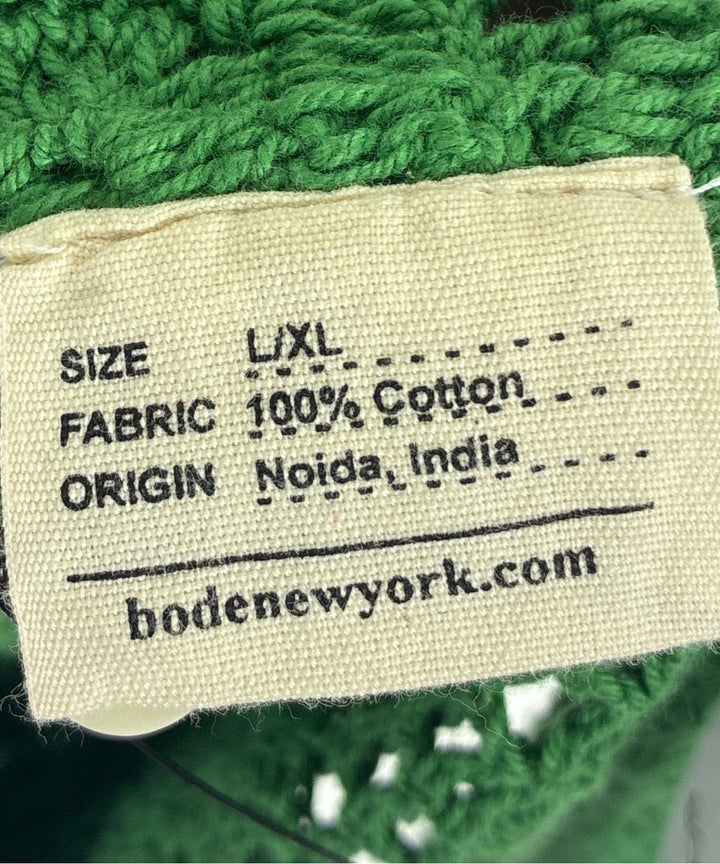 SIZE L/XL
FABRIC 100% Cotton
ORIGIN Noida, India
bodenewyork.com